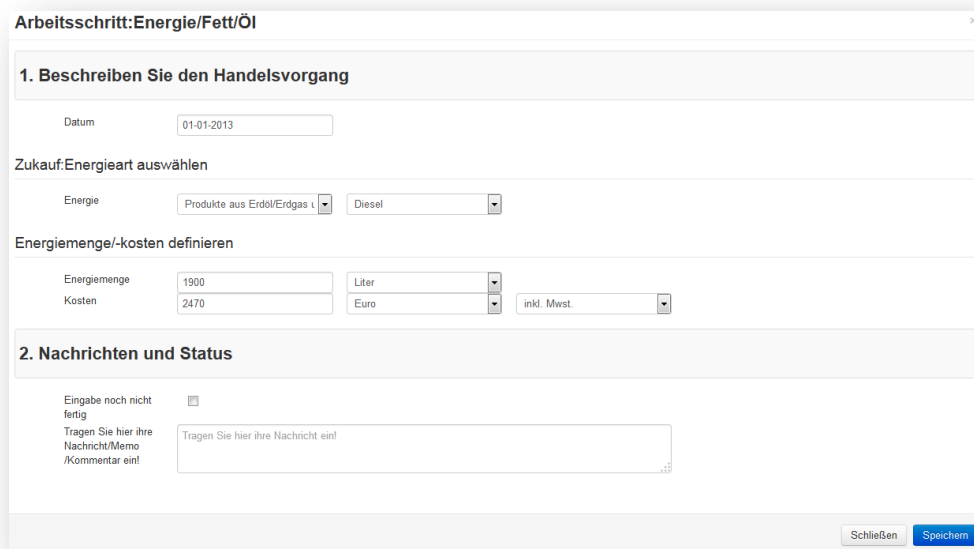 Arbeitsschritt:Energie/Fett/Öl
×
1. Beschreiben Sie den Handelsvorgang
Datum 01-01-2013
Zukauf:Energieart auswählen
Energie Produkte aus Erdöl/Erdgas u Diesel
Energiemenge/-kosten definieren
Energiemenge 1900 Liter
Kosten 2470 Euro inkl. Mwst.
2. Nachrichten und Status
Eingabe noch nicht
fertig
Tragen Sie hier ihre
Nachricht/Memo
/Kommentar ein!
Tragen Sie hier ihre Nachricht ein!
Schließen Speichern